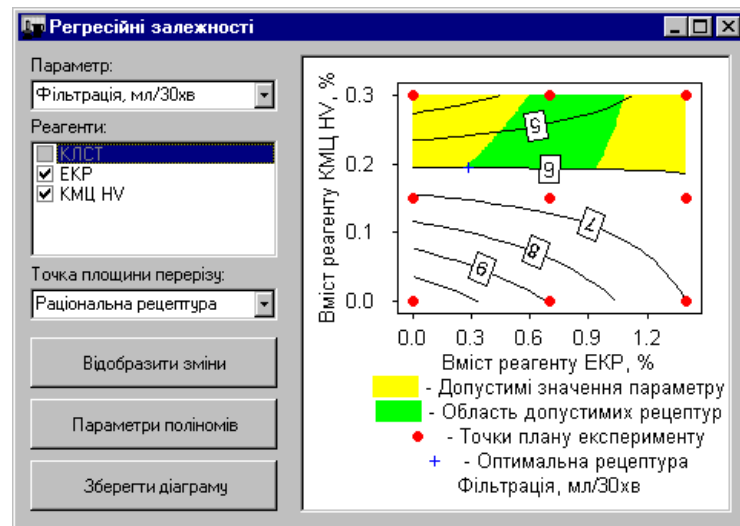 Регресійні залежності
Параметр:
Фільтрація, мл/30хв
Реагенти:
КЛСТ
ЕКР
КМЦ HV
Точка площини перерізу:
Раціональна рецептура
Відобразити зміни
Параметри поліномів
Зберегти діаграму
Вміст реагенту КМЦ HV, %
0.3
0.2
0.1
0.0
5
6
7
8
9
0.0 0.3 0.6 0.9 1.2
Вміст реагенту ЕКР, %
- Допустимі значення параметру
- Область допустимих рецептур
- Точки плану експерименту
+ - Оптимальна рецептура
Фільтрація, мл/30хв